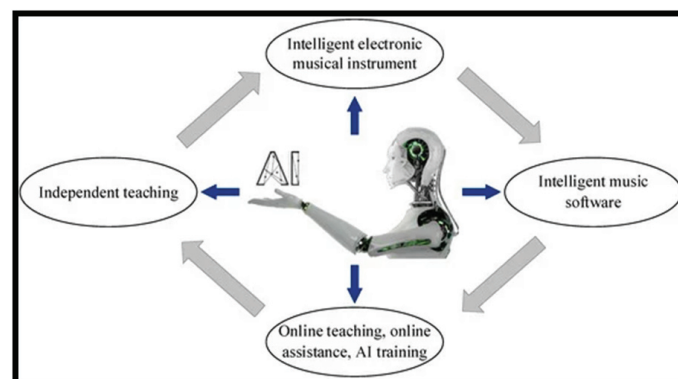 Intelligent electronic
musical instrument
AI
Independent teaching
Intelligent music
software
Online teaching, online
assistance, AI training